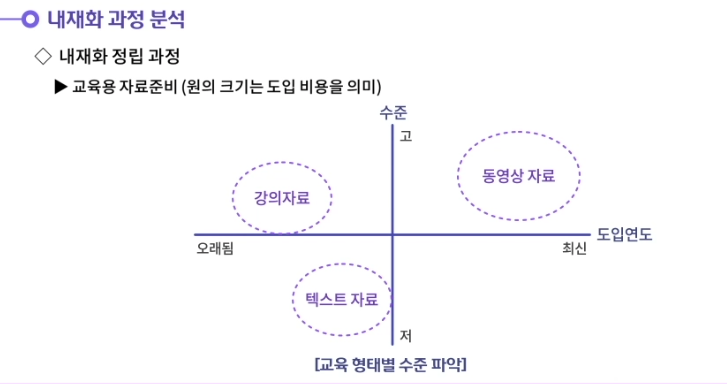 내재화 과정 분석
◇ 내재화 정립 과정
▶ 교육용 자료준비 (원의 크기는 도입 비용을 의미)
수준
고
동영상 자료
강의자료
도입연도
오래됨
최신
텍스트 자료
저
[교육 형태별 수준 파악]